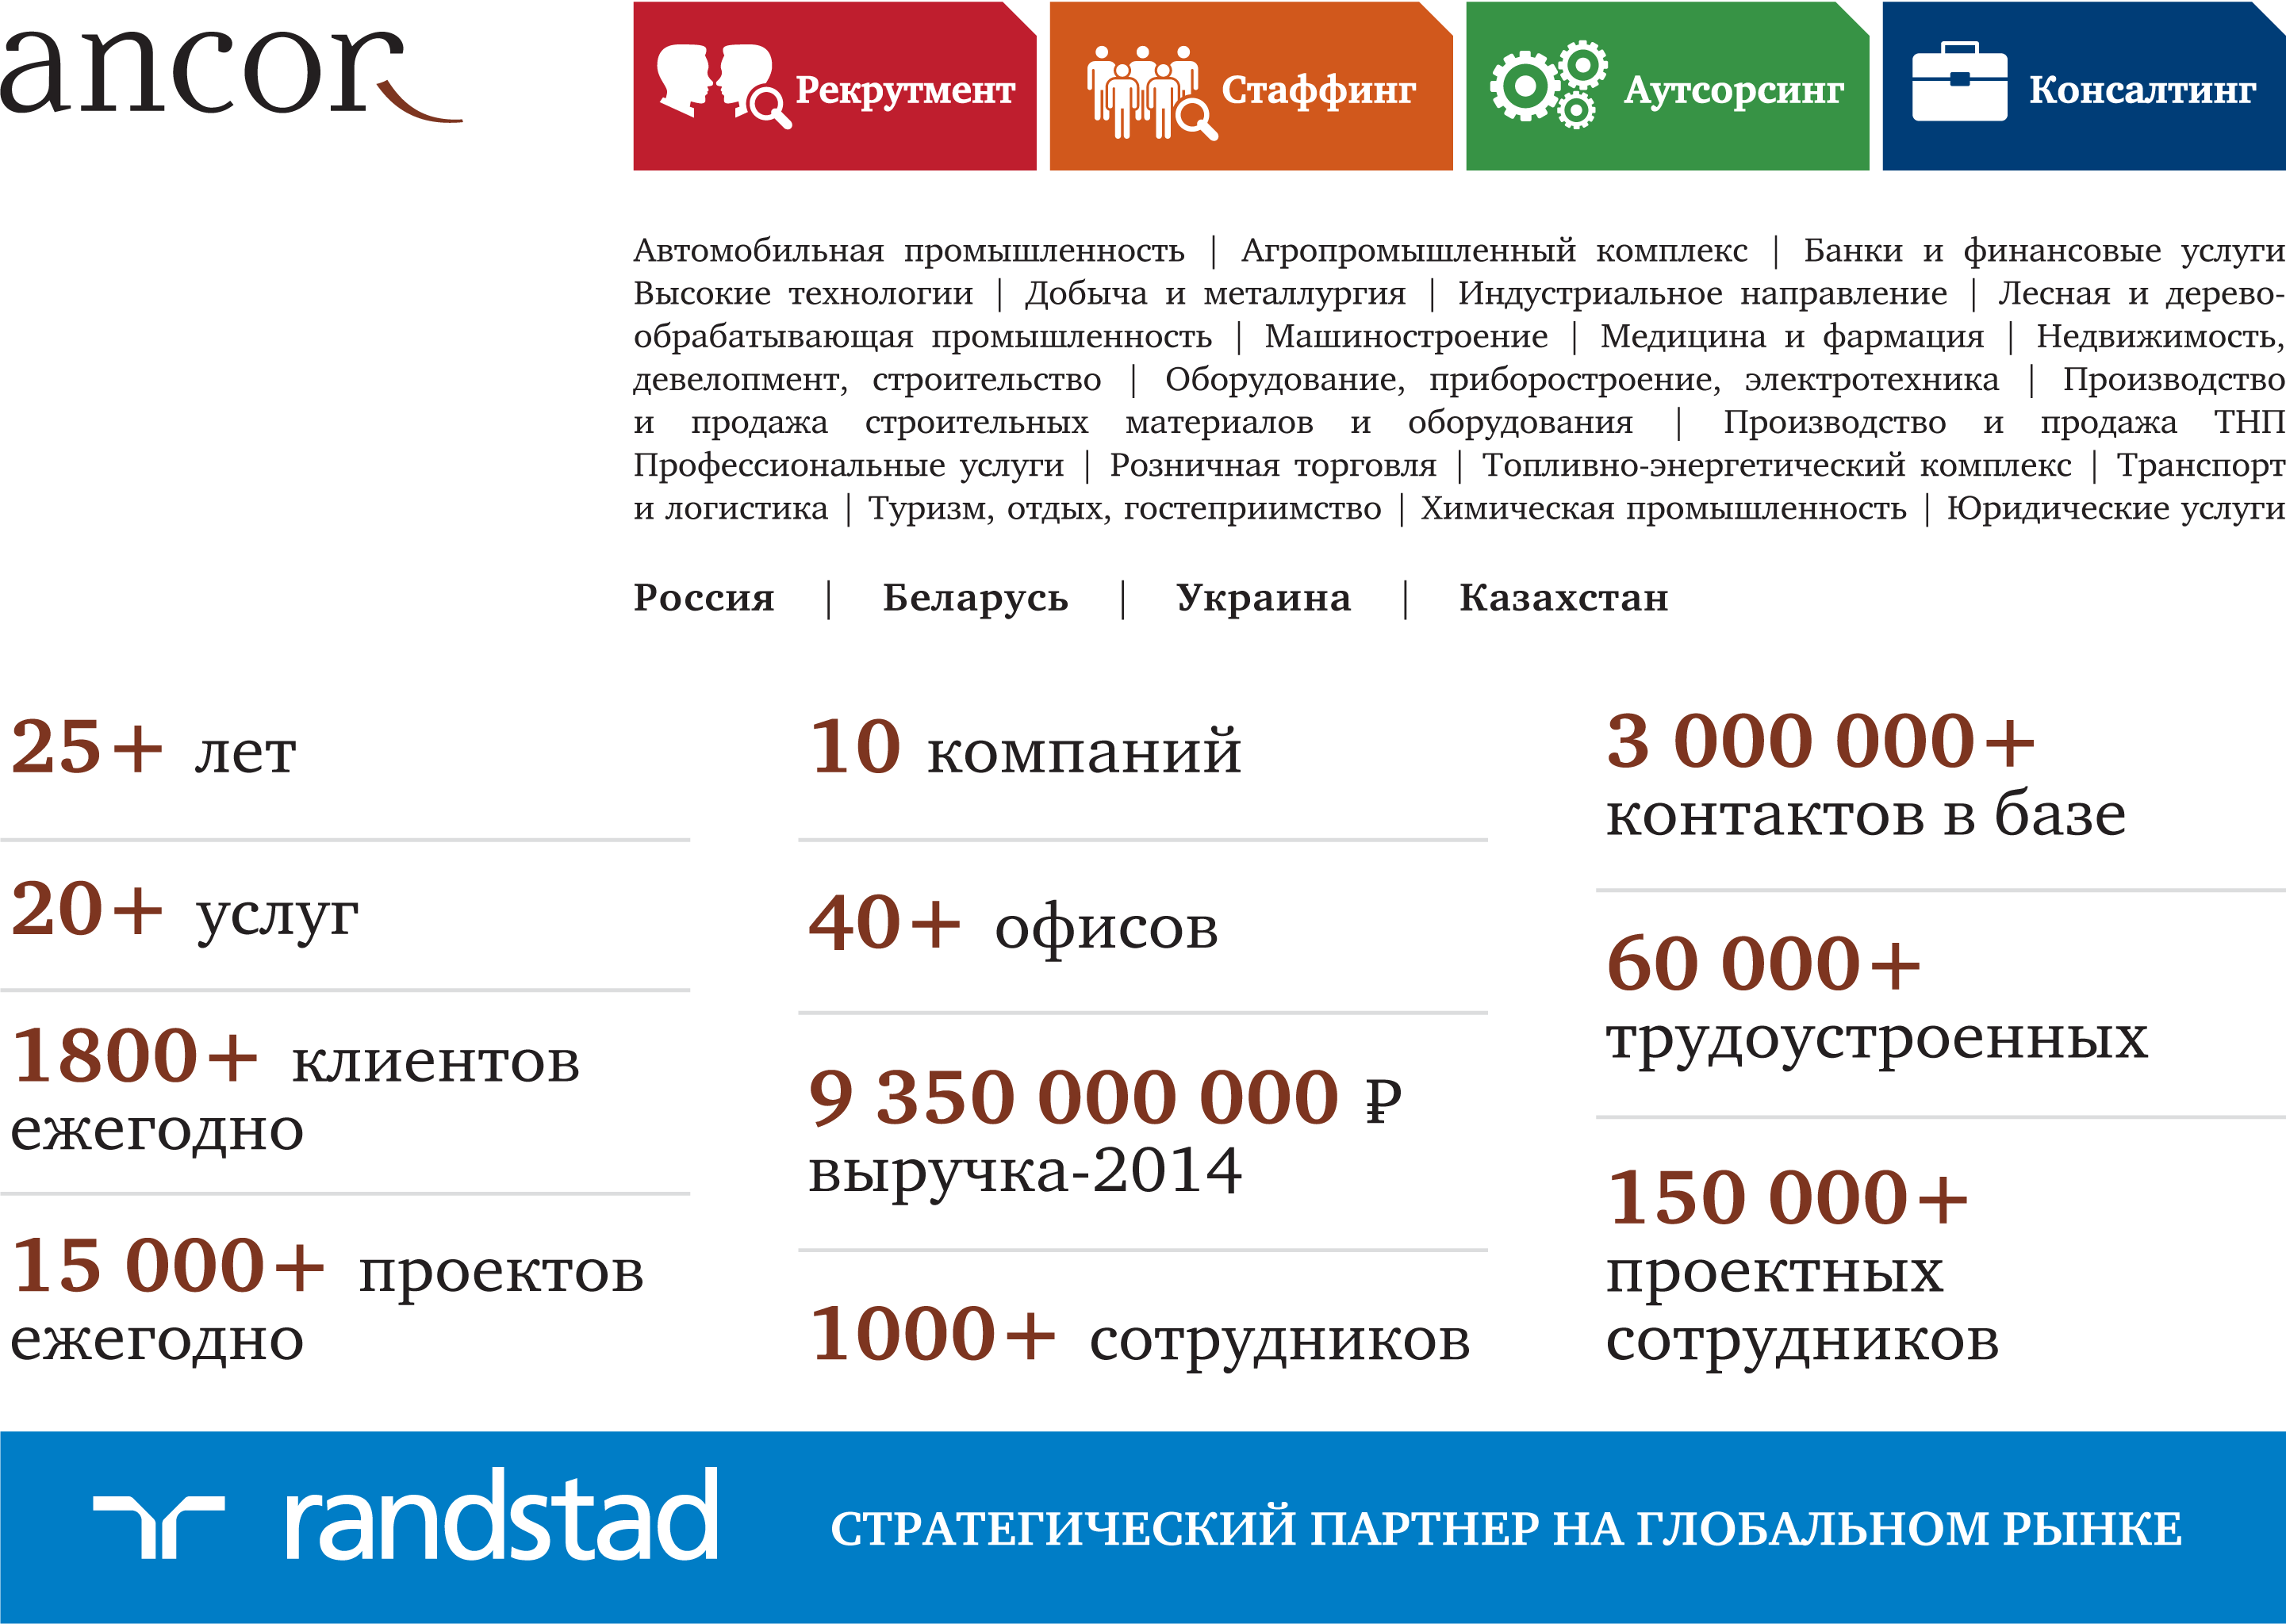 ancor
Рекрутмент
Стаффинг
Аутсорсинг
Консалтинг
Автомобильная промышленность | Агропромышленный комплекс | Банки и финансовые услуги
Высокие технологии | Добыча и металлургия | Индустриальное направление | Лесная и дерево-
обрабатывающая промышленность | Машиностроение | Медицина и фармация | Недвижимость,
девелопмент, строительство | Оборудование, приборостроение, электротехника | Производство
и продажа строительных материалов и оборудования | Производство и продажа ТНП
Профессиональные услуги | Розничная торговля | Топливно-энергетический комплекс | Транспорт
и логистика | Туризм, отдых, гостеприимство | Химическая промышленность | Юридические услуги
Россия | Беларусь | Украина | Казахстан
25+ лет
20+ услуг
1800+ клиентов
ежегодно
15 000+ проектов
ежегодно
10 компаний
40+ офисов
9 350 000 000 ₽
выручка-2014
1000+ сотрудников
3 000 000+
контактов в базе
60 000+
трудоустроенных
150 000+
проектных
сотрудников
randstad
СТРАТЕГИЧЕСКИЙ ПАРТНЕР НА ГЛОБАЛЬНОМ РЫНКЕ